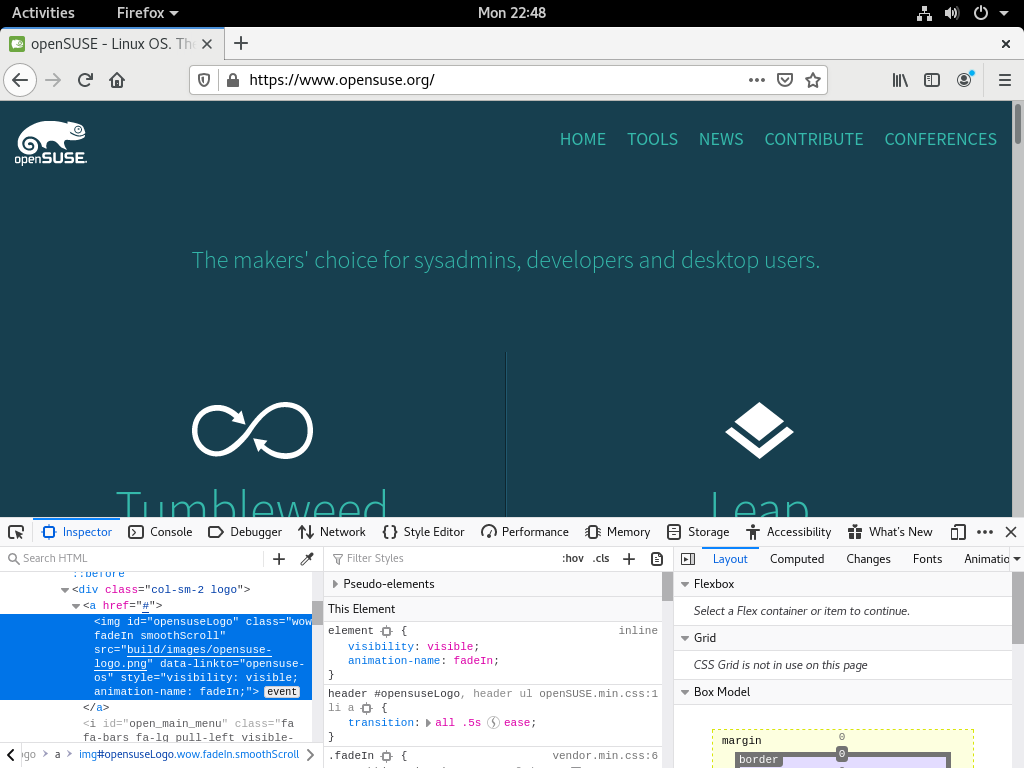 Activities
Firefox
Mon 22:48
openSUSE - Linux OS. The
https://www.opensuse.org/
openSUSE.
HOME
TOOLS
NEWS
CONTRIBUTE
CONFERENCES
The makers' choice for sysadmins, developers and desktop users.
Tumbleweed
Leap
Inspector
Console
Debugger
Network
Style Editor
Performance
Memory
Storage
Accessibility
What's New
Search HTML
::before
<div class="col-sm-2 logo">
<a href="#">
<img id="opensuseLogo" class="wow
fadeIn smoothScroll"
src="build/images/opensuse-
logo.png" data-linkto="opensuse-
os" style="visibility: visible;
animation-name: fadeIn;"> event
</a>
<i id="open_main_menu" class="fa
fa-bars fa-lg pull-left visible-
ogo > a > img#opensuseLogo.wow.fadeIn.smoothScroll
Filter Styles
:hov .cls
Pseudo-elements
This Element
element { inline
visibility: visible;
animation-name: fadeIn;
}
header #opensuseLogo, header ul openSUSE.min.css:1
li a {
transition: all .5s ease;
}
.fadeIn { vendor.min.css:6
Layout
Computed
Changes
Fonts
Animatio
Flexbox
Select a Flex container or item to continue.
Grid
CSS Grid is not in use on this page
Box Model
margin 0
border 0